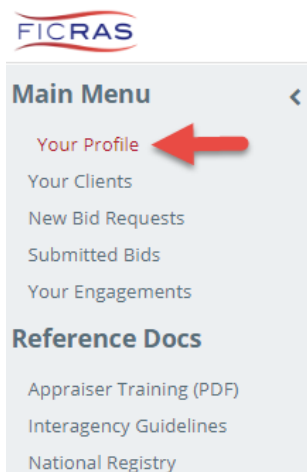 FICRAS
Main Menu
Your Profile
Your Clients
New Bid Requests
Submitted Bids
Your Engagements
Reference Docs
Appraiser Training (PDF)
Interagency Guidelines
National Registry